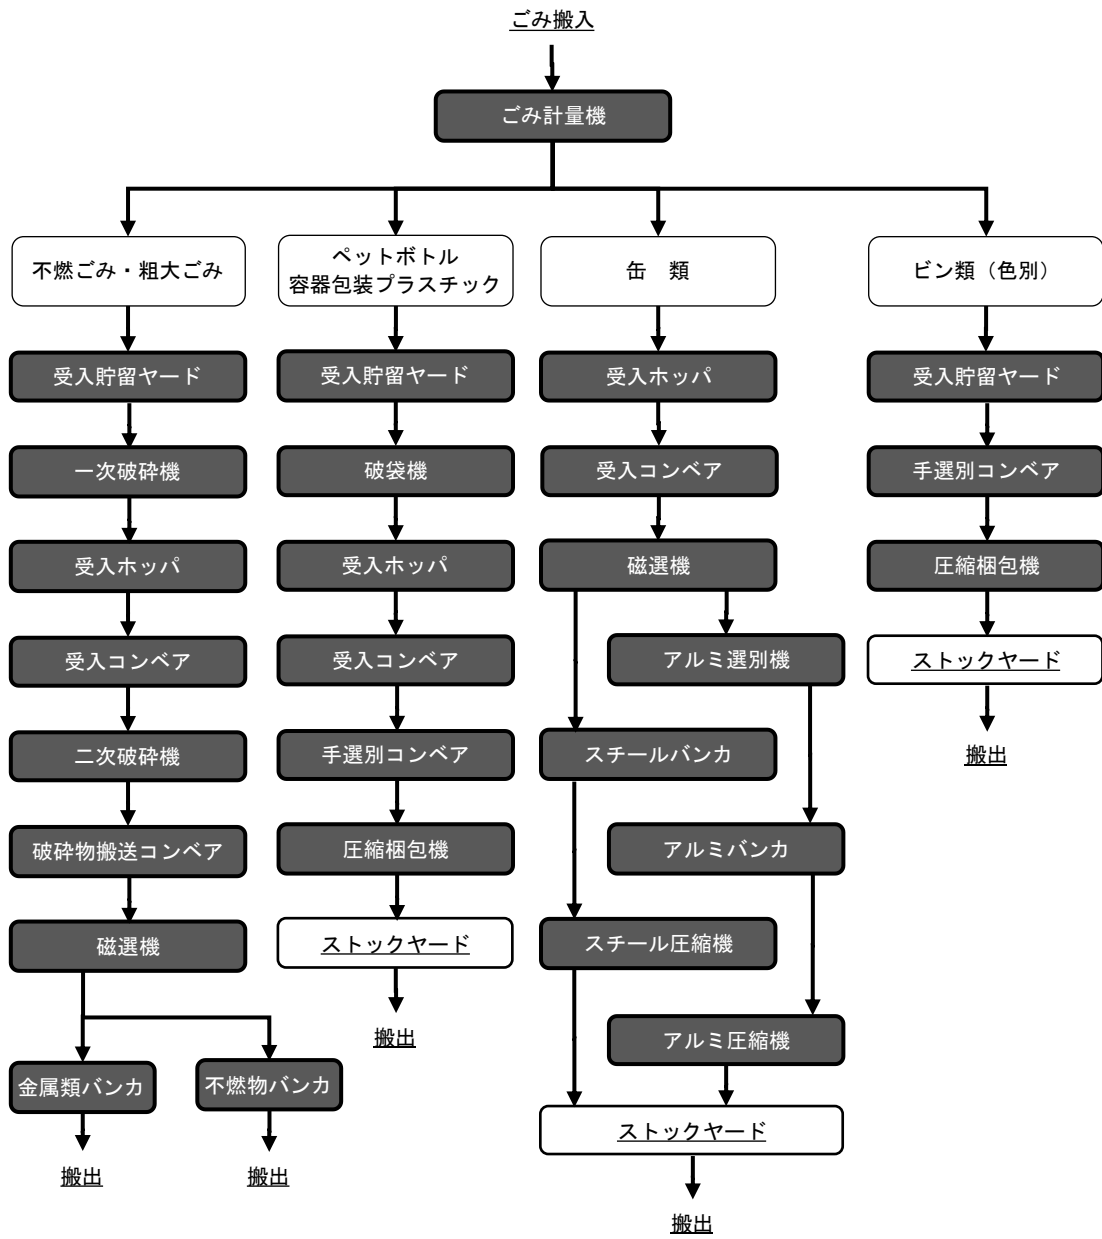 ごみ搬入
ごみ計量機
不燃ごみ・粗大ごみ
受入貯留ヤード
一次破砕機
受入ホッパ
受入コンベア
二次破砕機
破砕物搬送コンベア
磁選機
金属類バンカ
不燃物バンカ
搬出
搬出
ペットボトル
容器包装プラスチック
受入貯留ヤード
破袋機
受入ホッパ
受入コンベア
手選別コンベア
圧縮梱包機
ストックヤード
搬出
缶　類
受入ホッパ
受入コンベア
磁選機
アルミ選別機
スチールバンカ
アルミバンカ
スチール圧縮機
アルミ圧縮機
ストックヤード
搬出
ビン類（色別）
受入貯留ヤード
手選別コンベア
圧縮梱包機
ストックヤード
搬出